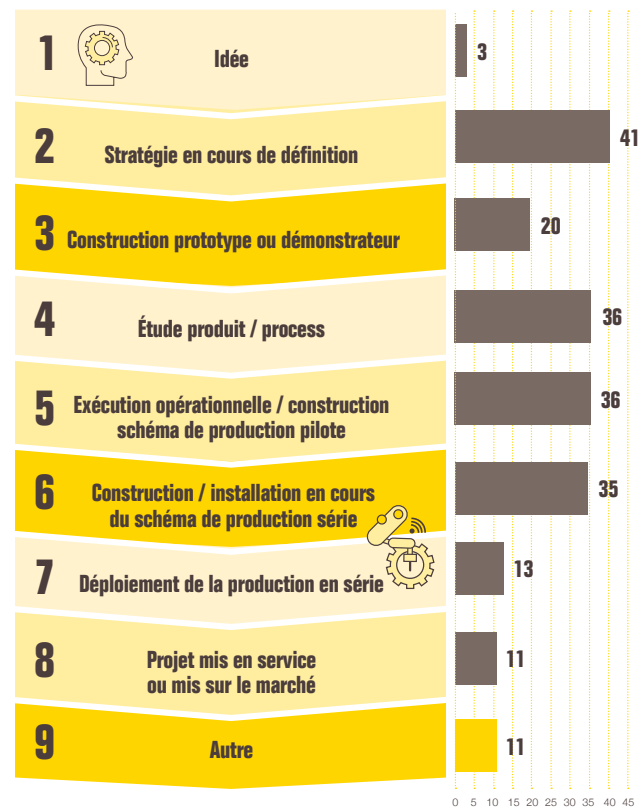 1
Idée
3
2
Stratégie en cours de définition
41
3
Construction prototype ou démonstrateur
20
4
Étude produit / process
36
5
Exécution opérationnelle / construction
schéma de production pilote
36
6
Construction / installation en cours
du schéma de production série
35
7
Déploiement de la production en série
13
8
Projet mis en service
ou mis sur le marché
11
9
Autre
11
0 5 10 15 20 25 30 35 40 45